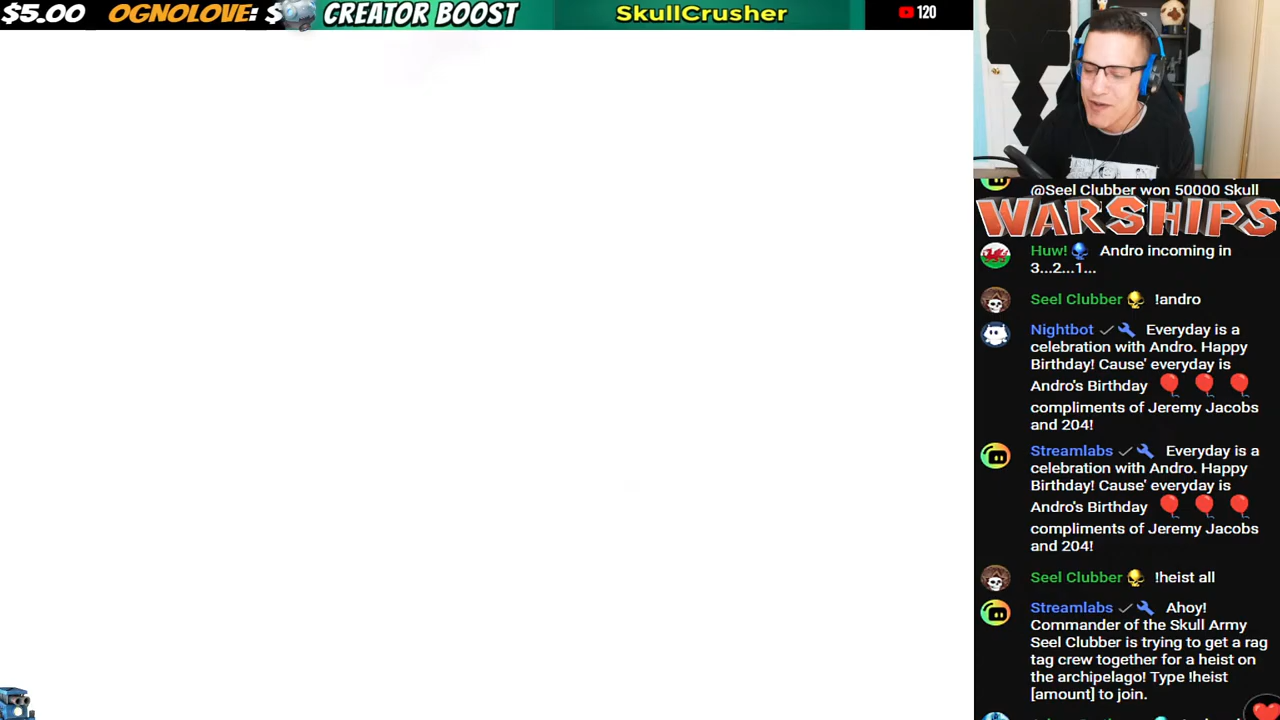 $5.00 OGNOLOVE: $ CREATOR BOOST SkullCrusher 120
@Seel Clubber won 50000 Skull
WARSHIPS
Huw! Andro incoming in
3...2...1...
Seel Clubber !andro
Nightbot Everyday is a
celebration with Andro. Happy
Birthday! Cause' everyday is
Andro's Birthday
compliments of Jeremy Jacobs
and 204!
Streamlabs Everyday is a
celebration with Andro. Happy
Birthday! Cause' everyday is
Andro's Birthday
compliments of Jeremy Jacobs
and 204!
Seel Clubber !heist all
Streamlabs Ahoy!
Commander of the Skull Army
Seel Clubber is trying to get a rag
tag crew together for a heist on
the archipelago! Type !heist
[amount] to join.